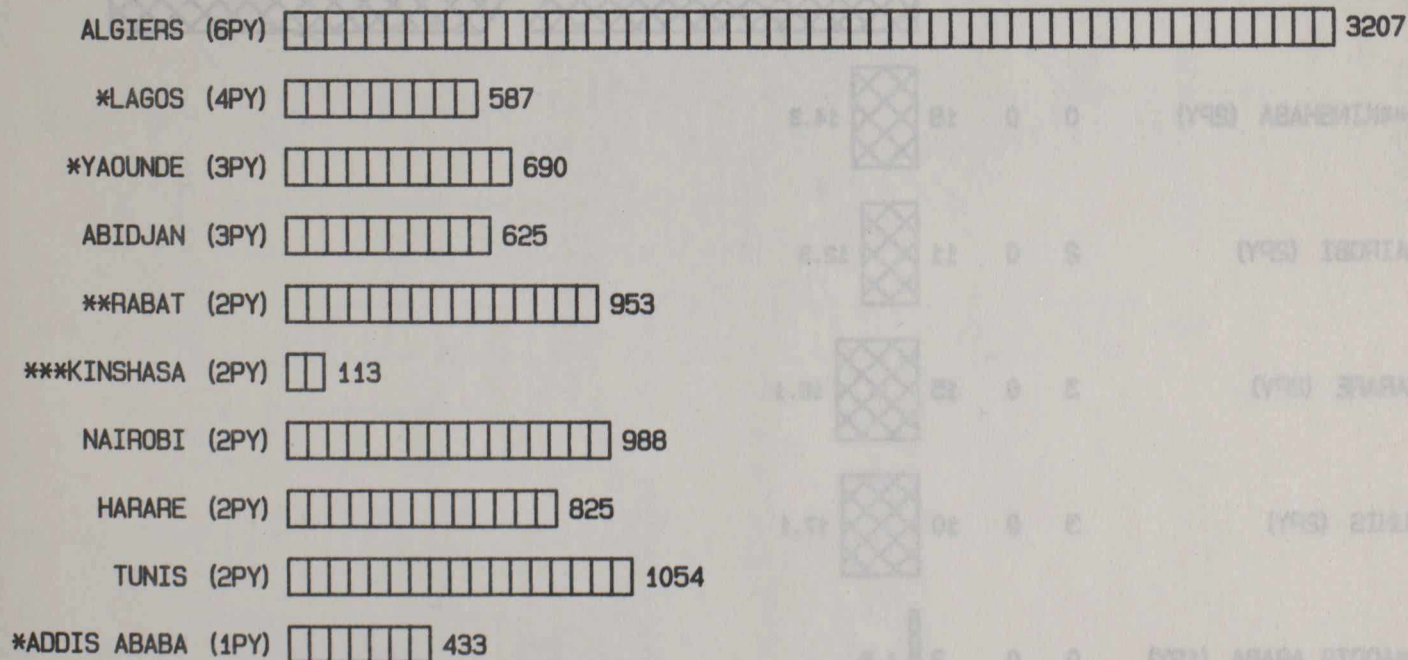 ALGIERS (6PY) 3207
*LAGOS (4PY) 587
*YAOUNDE (3PY) 690
ABIDJAN (3PY) 625
**RABAT (2PY) 953
***KINSHASA (2PY) 113
NAIROBI (2PY) 988
HARARE (2PY) 825
TUNIS (2PY) 1054
*ADDIS ABABA (1PY) 433